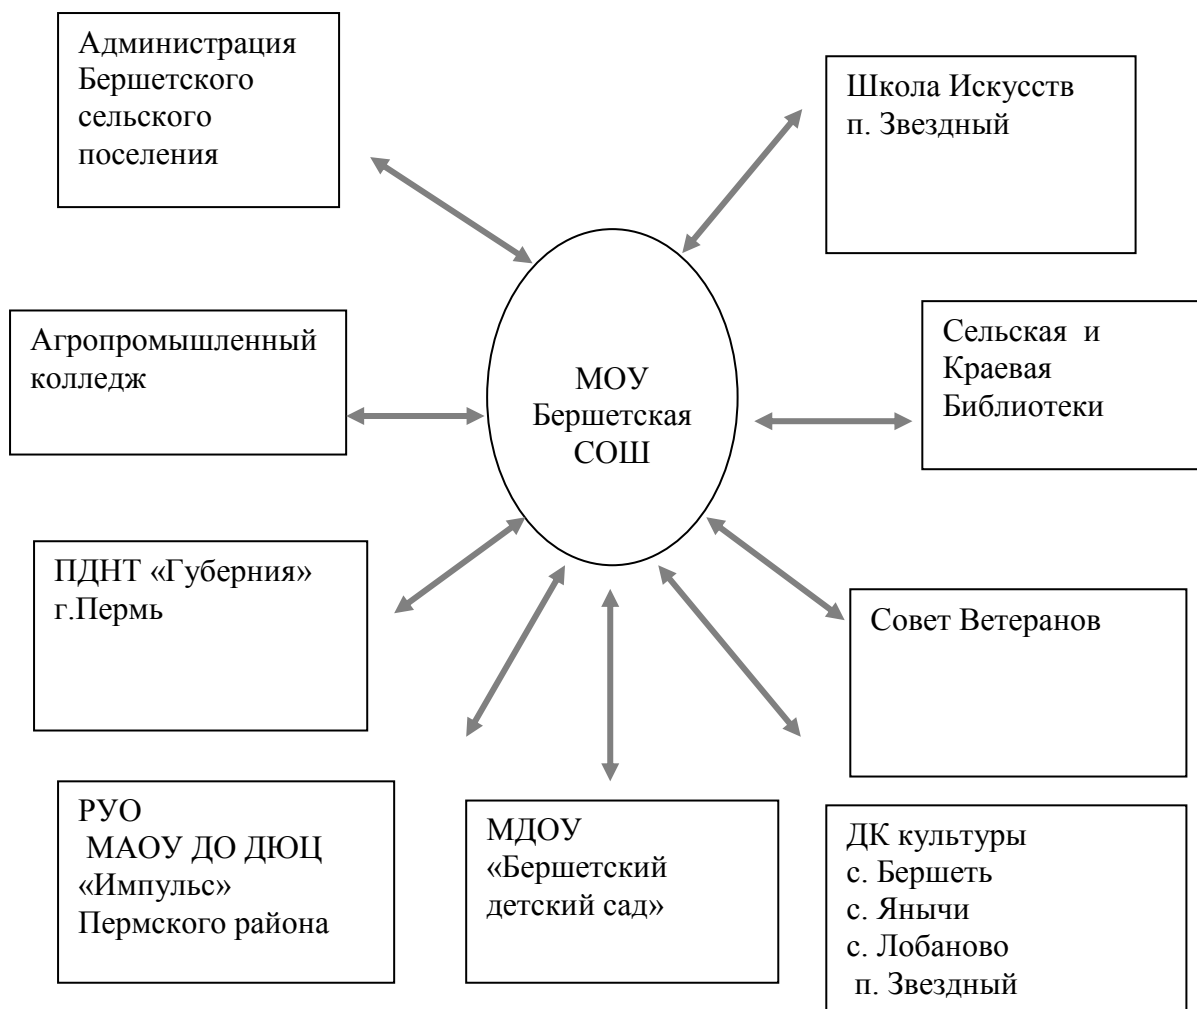 Администрация
Бершетского
сельского
поселения
Школа Искусств
п. Звездный
Агропромышленный
колледж
МОУ
Бершетская
СОШ
Сельская и
Краевая
Библиотеки
ПДНТ «Губерния»
г.Пермь
Совет Ветеранов
РУО
МАОУ ДО ДЮЦ
«Импульс»
Пермского района
МДОУ
«Бершетский
детский сад»
ДК культуры
с. Бершеть
с. Янычи
с. Лобаново
п. Звездный